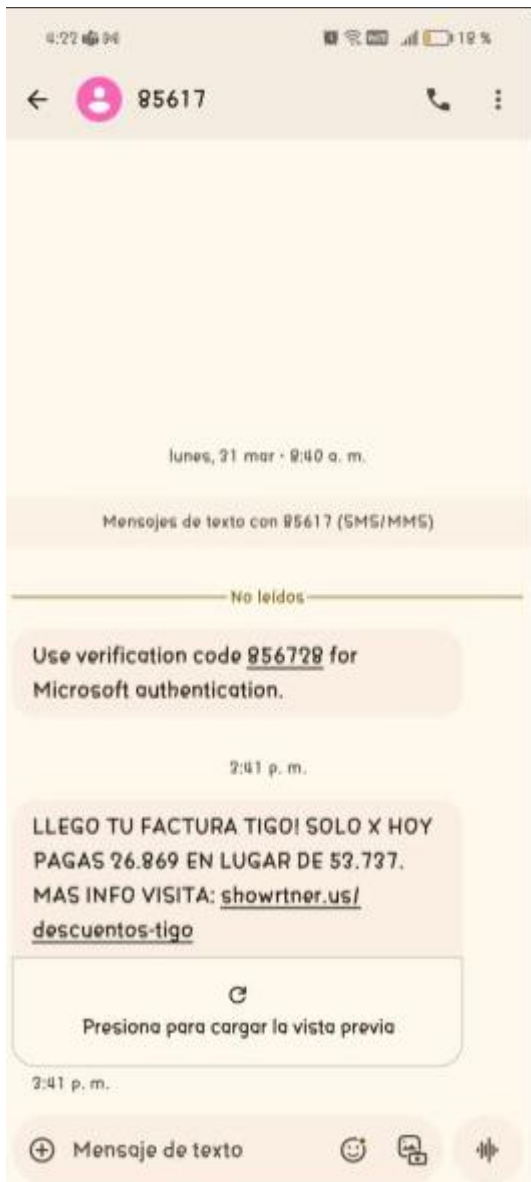 4:22
18 %
85617
lunes, 31 mar · 8:40 a. m.
Mensajes de texto con 85617 (SMS/MMS)
No leídos
Use verification code 856728 for
Microsoft authentication.
2:41 p. m.
LLEGO TU FACTURA TIGO! SOLO X HOY
PAGAS 26.869 EN LUGAR DE 53.737.
MAS INFO VISITA: showrtner.us/
descuentos-tigo
Presiona para cargar la vista previa
3:41 p. m.
Mensaje de texto